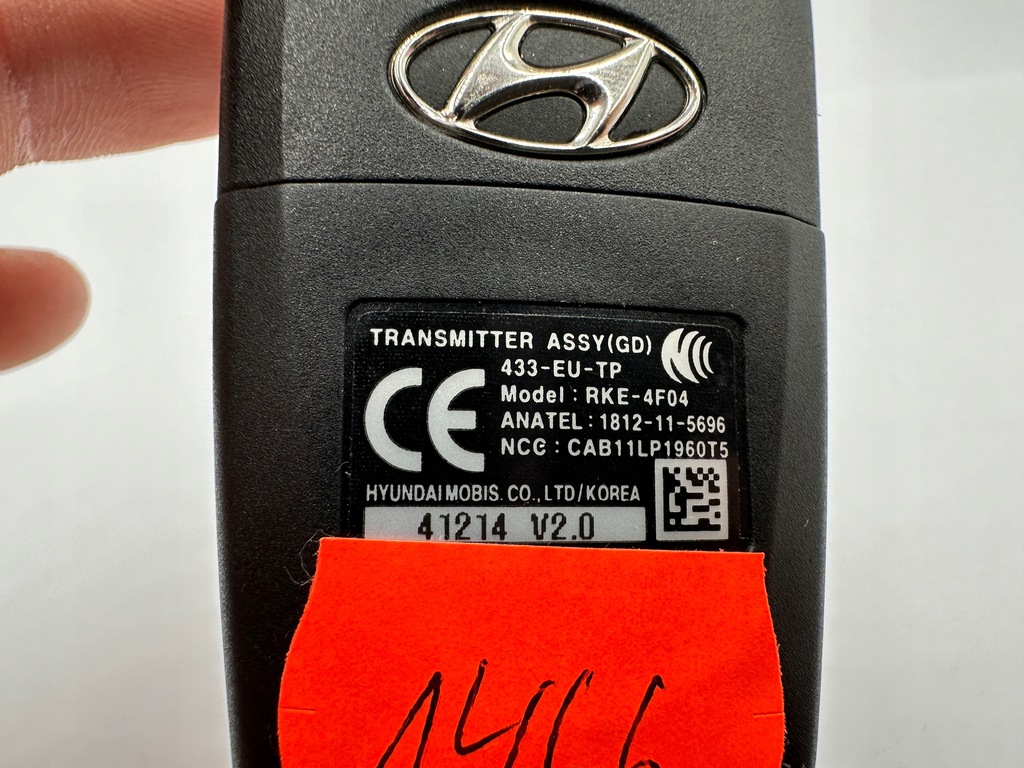 TRANSMITTER ASSY(GD)
433-EU-TP
CE
Model : RKE-4F04
ANATEL : 1812-11-5696
NCC : CAB11LP1960T5
HYUNDAI MOBIS. CO., LTD/KOREA
41214 V2.0